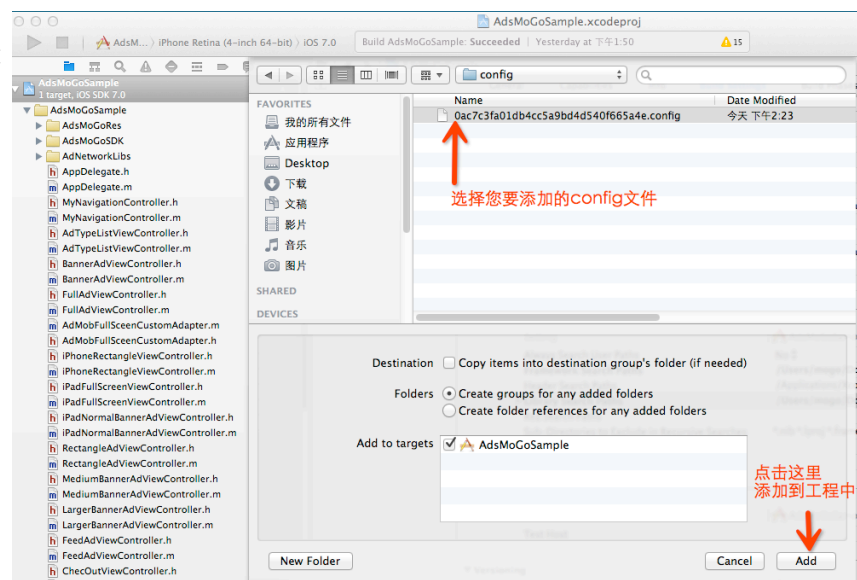 AdsMoGoSample.xcodeproj
AdsM...) iPhone Retina (4-inch 64-bit) ) iOS 7.0
Build AdsMoGoSample: Succeeded | Yesterday at 下午1:50
15
AdsMoGoSample
1 target, iOS SDK 7.0
AdsMoGoSample
AdsMoGoRes
AdsMoGoSDK
AdNetworkLibs
AppDelegate.h
AppDelegate.m
MyNavigationController.h
MyNavigationController.m
AdTypeListViewController.h
AdTypeListViewController.m
BannerAdViewController.h
BannerAdViewController.m
FullAdViewController.h
FullAdViewController.m
AdMobFullSceenCustomAdapter.m
AdMobFullSceenCustomAdapter.h
iPhoneRectangleViewController.h
iPhoneRectangleViewController.m
iPadFullScreenViewController.h
iPadFullScreenViewController.m
iPadNormalBannerAdViewController.h
iPadNormalBannerAdViewController.m
RectangleAdViewController.h
RectangleAdViewController.m
MediumBannerAdViewController.h
MediumBannerAdViewController.m
LargerBannerAdViewController.h
LargerBannerAdViewController.m
FeedAdViewController.h
FeedAdViewController.m
ChecOutViewController.h
config
FAVORITES
我的所有文件
应用程序
Desktop
下载
文稿
影片
音乐
图片
SHARED
DEVICES
Name
Date Modified
0ac7c3fa01db4cc5a9bd4d540f665a4e.config
今天 下午2:23
选择您要添加的config文件
Destination
Copy items into destination group's folder (if needed)
Folders
Create groups for any added folders
Create folder references for any added folders
Add to targets
AdsMoGoSample
点击这里
添加到工程中
New Folder
Cancel
Add